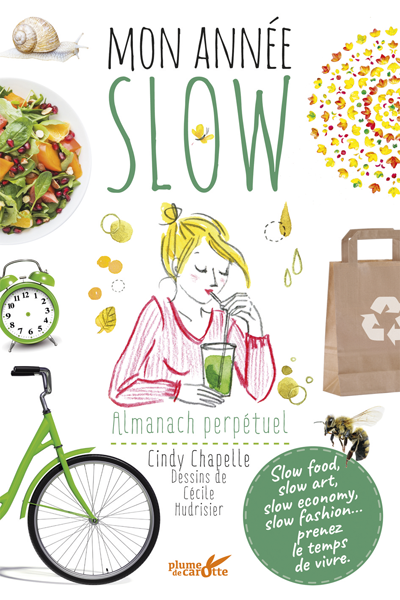 MON ANNÉE
SLOW
Almanach perpétuel
Cindy Chapelle
Dessins de
Cécile
Hudrisier
Slow food,
slow art,
slow economy,
slow fashion...
prenez
le temps
de vivre.
plume
de carotte